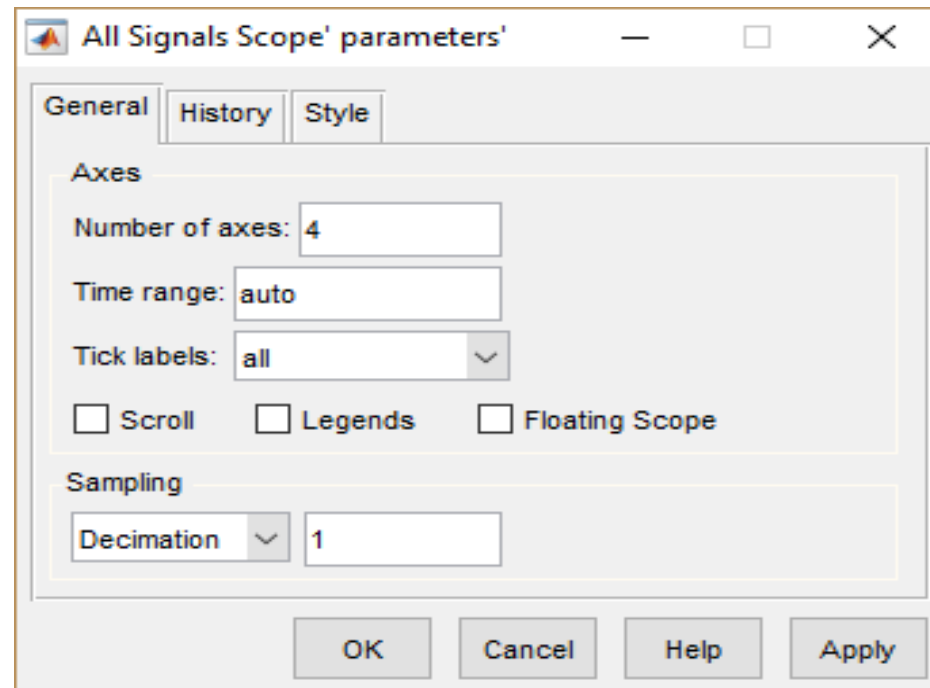 All Signals Scope' parameters'
General History Style
Axes
Number of axes: 4
Time range: auto
Tick labels: all
Scroll Legends Floating Scope
Sampling
Decimation 1
OK Cancel Help Apply